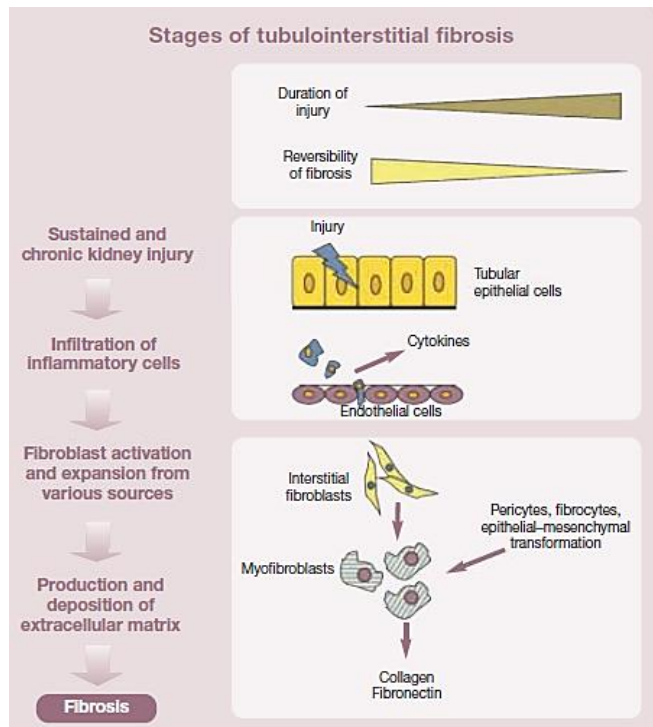 Stages of tubulointerstitial fibrosis
Duration of
injury
Reversibility
of fibrosis
Sustained and
chronic kidney injury
Injury
Tubular
epithelial cells
Infiltration of
inflammatory cells
Cytokines
Endothelial cells
Fibroblast activation
and expansion from
various sources
Interstitial
fibroblasts
Pericytes, fibrocytes,
epithelial–mesenchymal
transformation
Myofibroblasts
Production and
deposition of
extracellular matrix
Collagen
Fibronectin
Fibrosis